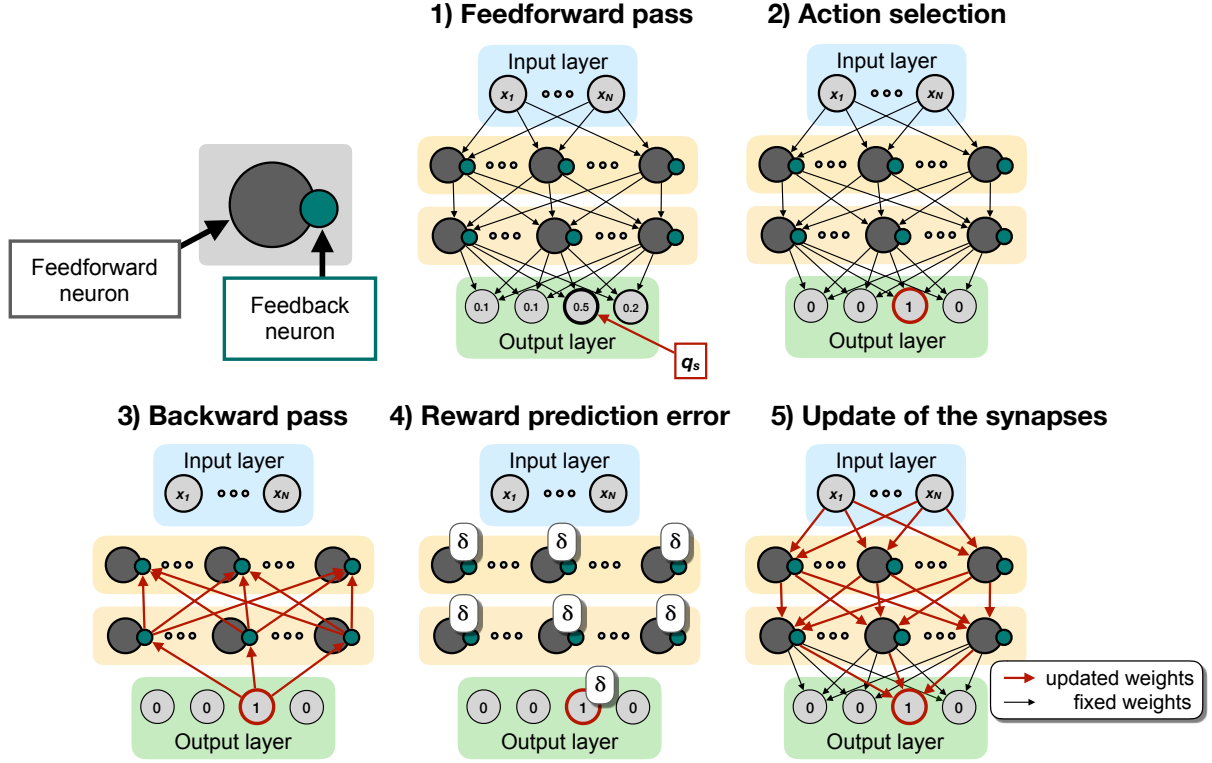 1) Feedforward pass
Input layer
x1 xN
0.1 0.1 0.5 0.2
Output layer
qs
2) Action selection
Input layer
x1 xN
0 0 1 0
Output layer
Feedforward
neuron
Feedback
neuron
3) Backward pass
Input layer
x1 xN
0 0 1 0
Output layer
4) Reward prediction error
Input layer
x1 xN
δ δ δ
δ δ δ
δ
0 0 1 0
Output layer
5) Update of the synapses
Input layer
x1 xN
0 0 1 0
Output layer
updated weights
fixed weights